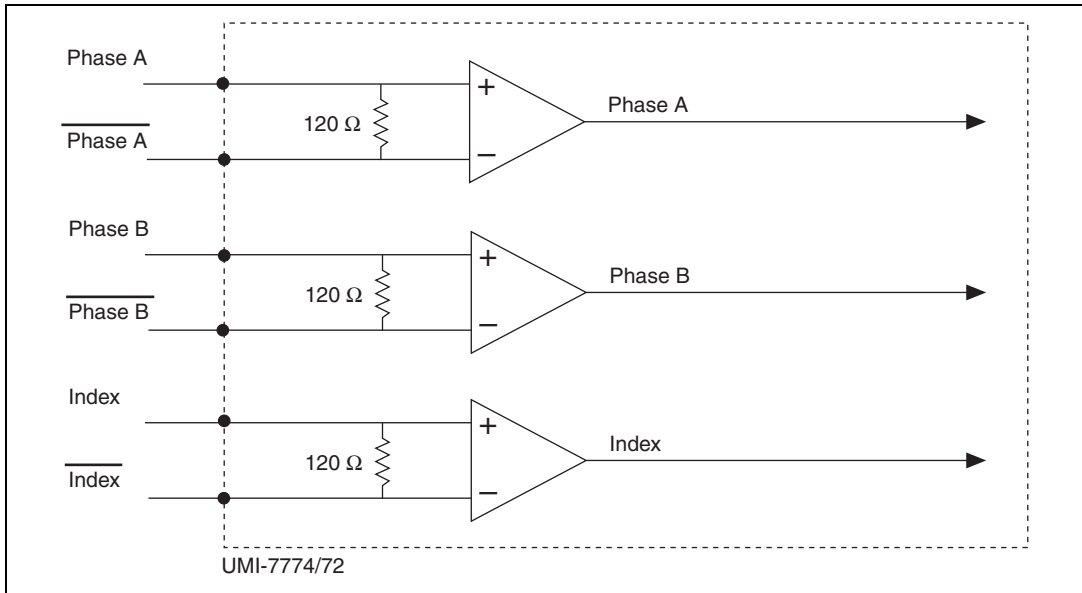 Phase A
Phase A
120 Ω
+
−
Phase A
Phase B
Phase B
120 Ω
+
−
Phase B
Index
Index
120 Ω
+
−
Index
UMI-7774/72